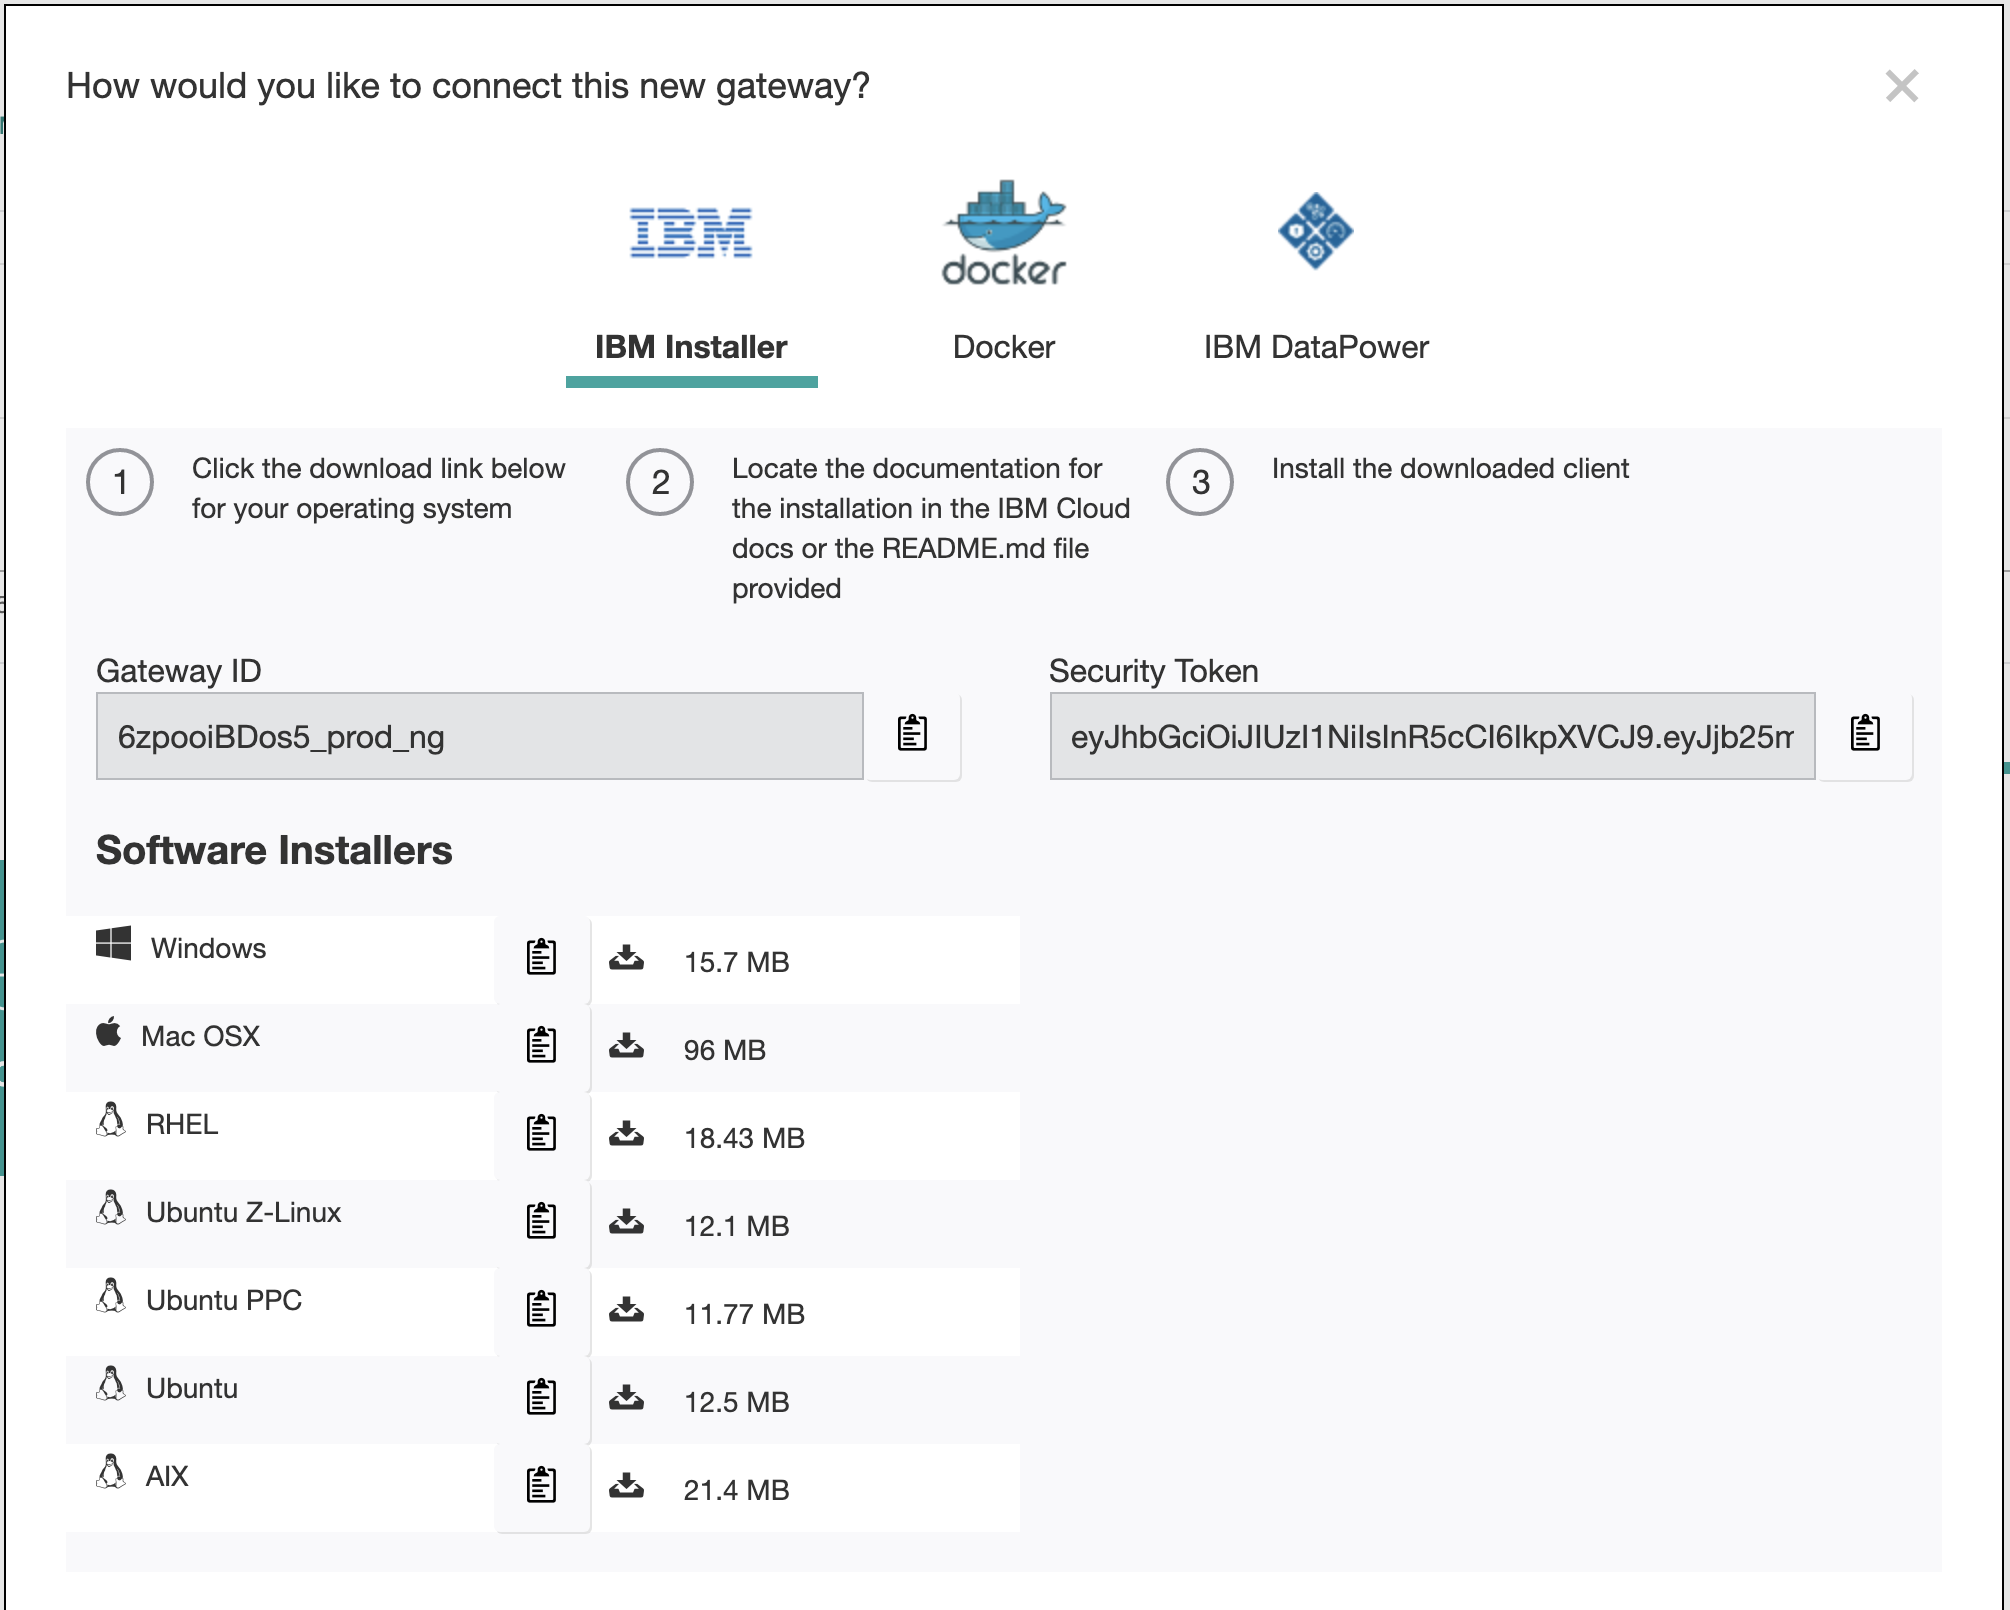 How would you like to connect this new gateway?
IBM
docker
IBM Installer
Docker
IBM DataPower
1
Click the download link below
for your operating system
2
Locate the documentation for
the installation in the IBM Cloud
docs or the README.md file
provided
3
Install the downloaded client
Gateway ID
6zpooiBDos5_prod_ng
Security Token
eyJhbGciOiJIUzI1NiIsInR5cCI6IkpXVCJ9.eyJjb25m
Software Installers
Windows 15.7 MB
Mac OSX 96 MB
RHEL 18.43 MB
Ubuntu Z-Linux 12.1 MB
Ubuntu PPC 11.77 MB
Ubuntu 12.5 MB
AIX 21.4 MB